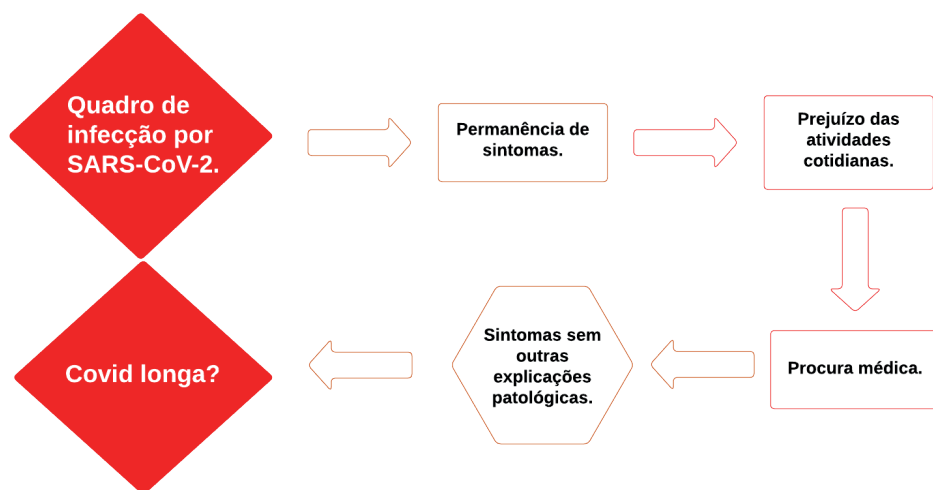 Quadro de
infecção por
SARS-CoV-2.
Permanência de
sintomas.
Prejuízo das
atividades
cotidianas.
Procura médica.
Sintomas sem
outras
explicações
patológicas.
Covid longa?